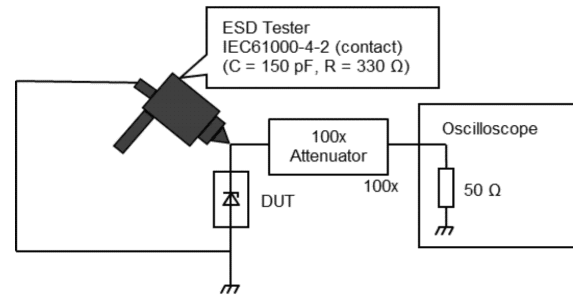 ESD Tester
IEC61000-4-2 (contact)
(C = 150 pF, R = 330 Ω)
100x
Attenuator
Oscilloscope
100x
50 Ω
DUT